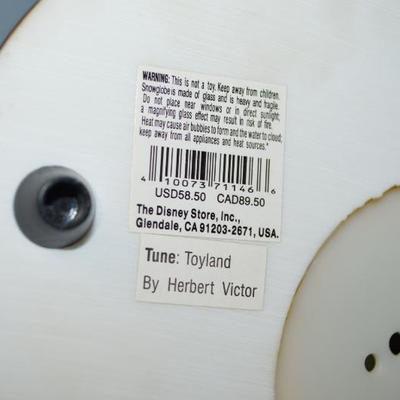 WARNING: This is not a toy. Keep away from children.
Snowglobe is made of glass and is heavy and fragile.
Do not place near windows or in direct sunlight;
a magnifying glass effect may result in risk of fire.
Heat may cause air bubbles to form and the water to cloud;
keep away from all appliances and heat sources.*
4 10073 71146 6
USD58.50 CAD89.50
The Disney Store, Inc.,
Glendale, CA 91203-2671, USA.
Tune: Toyland
By Herbert Victor